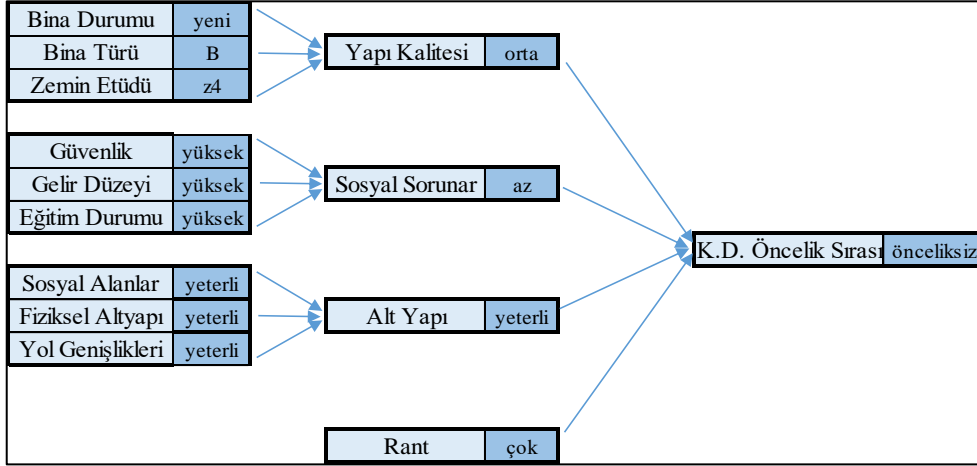 Bina Durumu yeni
Bina Türü B
Zemin Etüdü z4
Yapı Kalitesi orta
Güvenlik yüksek
Gelir Düzeyi yüksek
Eğitim Durumu yüksek
Sosyal Sorunar az
K.D. Öncelik Sırası önceliksiz
Sosyal Alanlar yeterli
Fiziksel Altyapı yeterli
Yol Genişlikleri yeterli
Alt Yapı yeterli
Rant çok